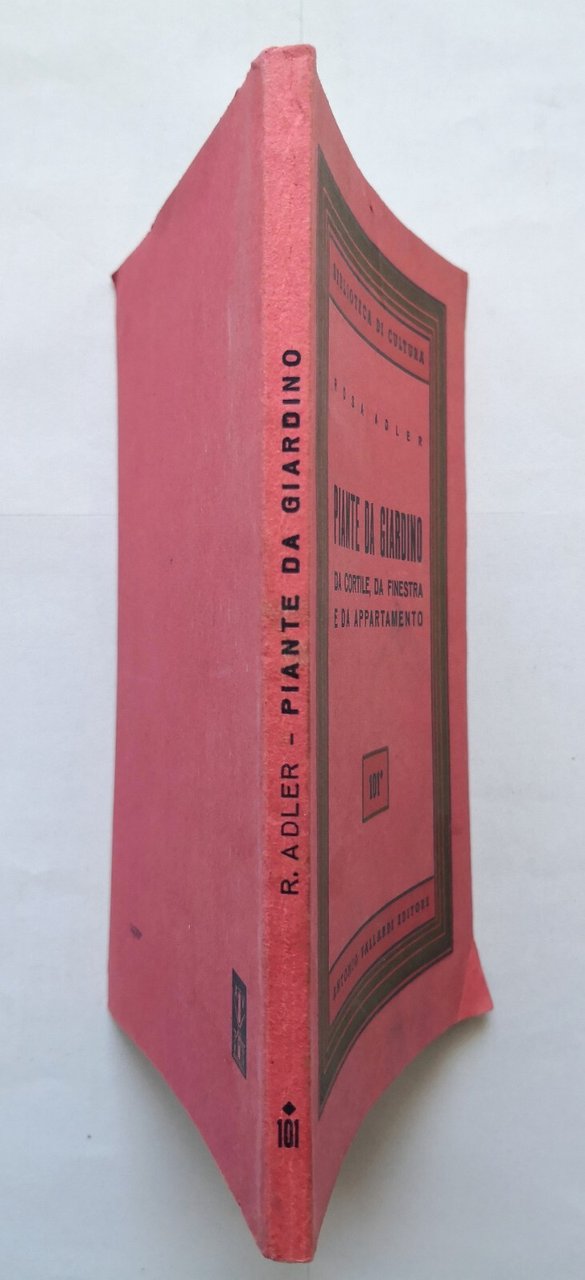 R. ADLER - PIANTE DA GIARDINO
101
BIBLIOTECA DI CULTURA
ROSA ADLER
PIANTE DA GIARDINO
DA CORTILE, DA FINESTRA
E DA APPARTAMENTO
101*
ANTONIO VALLARDI EDITORE